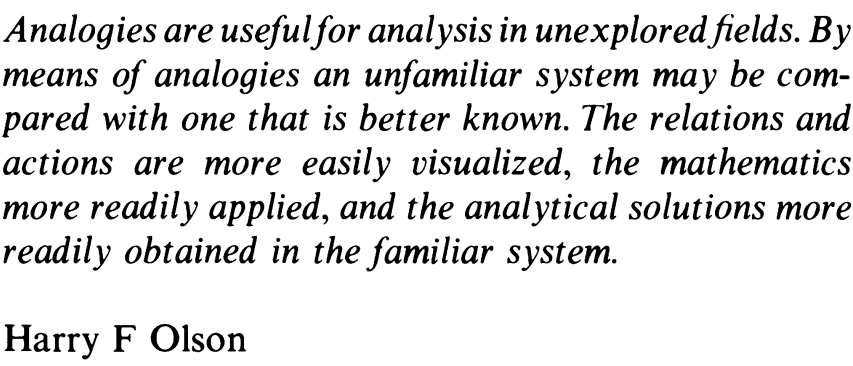 Analogies are useful for analysis in unexplored fields. By
means of analogies an unfamiliar system may be com-
pared with one that is better known. The relations and
actions are more easily visualized, the mathematics
more readily applied, and the analytical solutions more
readily obtained in the familiar system.
Harry F Olson